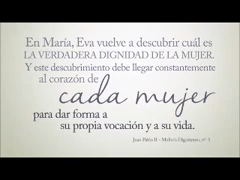 En María, Eva vuelve a descubrir cuál es
LA VERDADERA DIGNIDAD DE LA MUJER.
Y este descubrimiento debe llegar constantemente
al corazón de
cada mujer
para dar forma a
su propia vocación y a su vida.
Juan Pablo II - Mulieris Dignitatem, nº